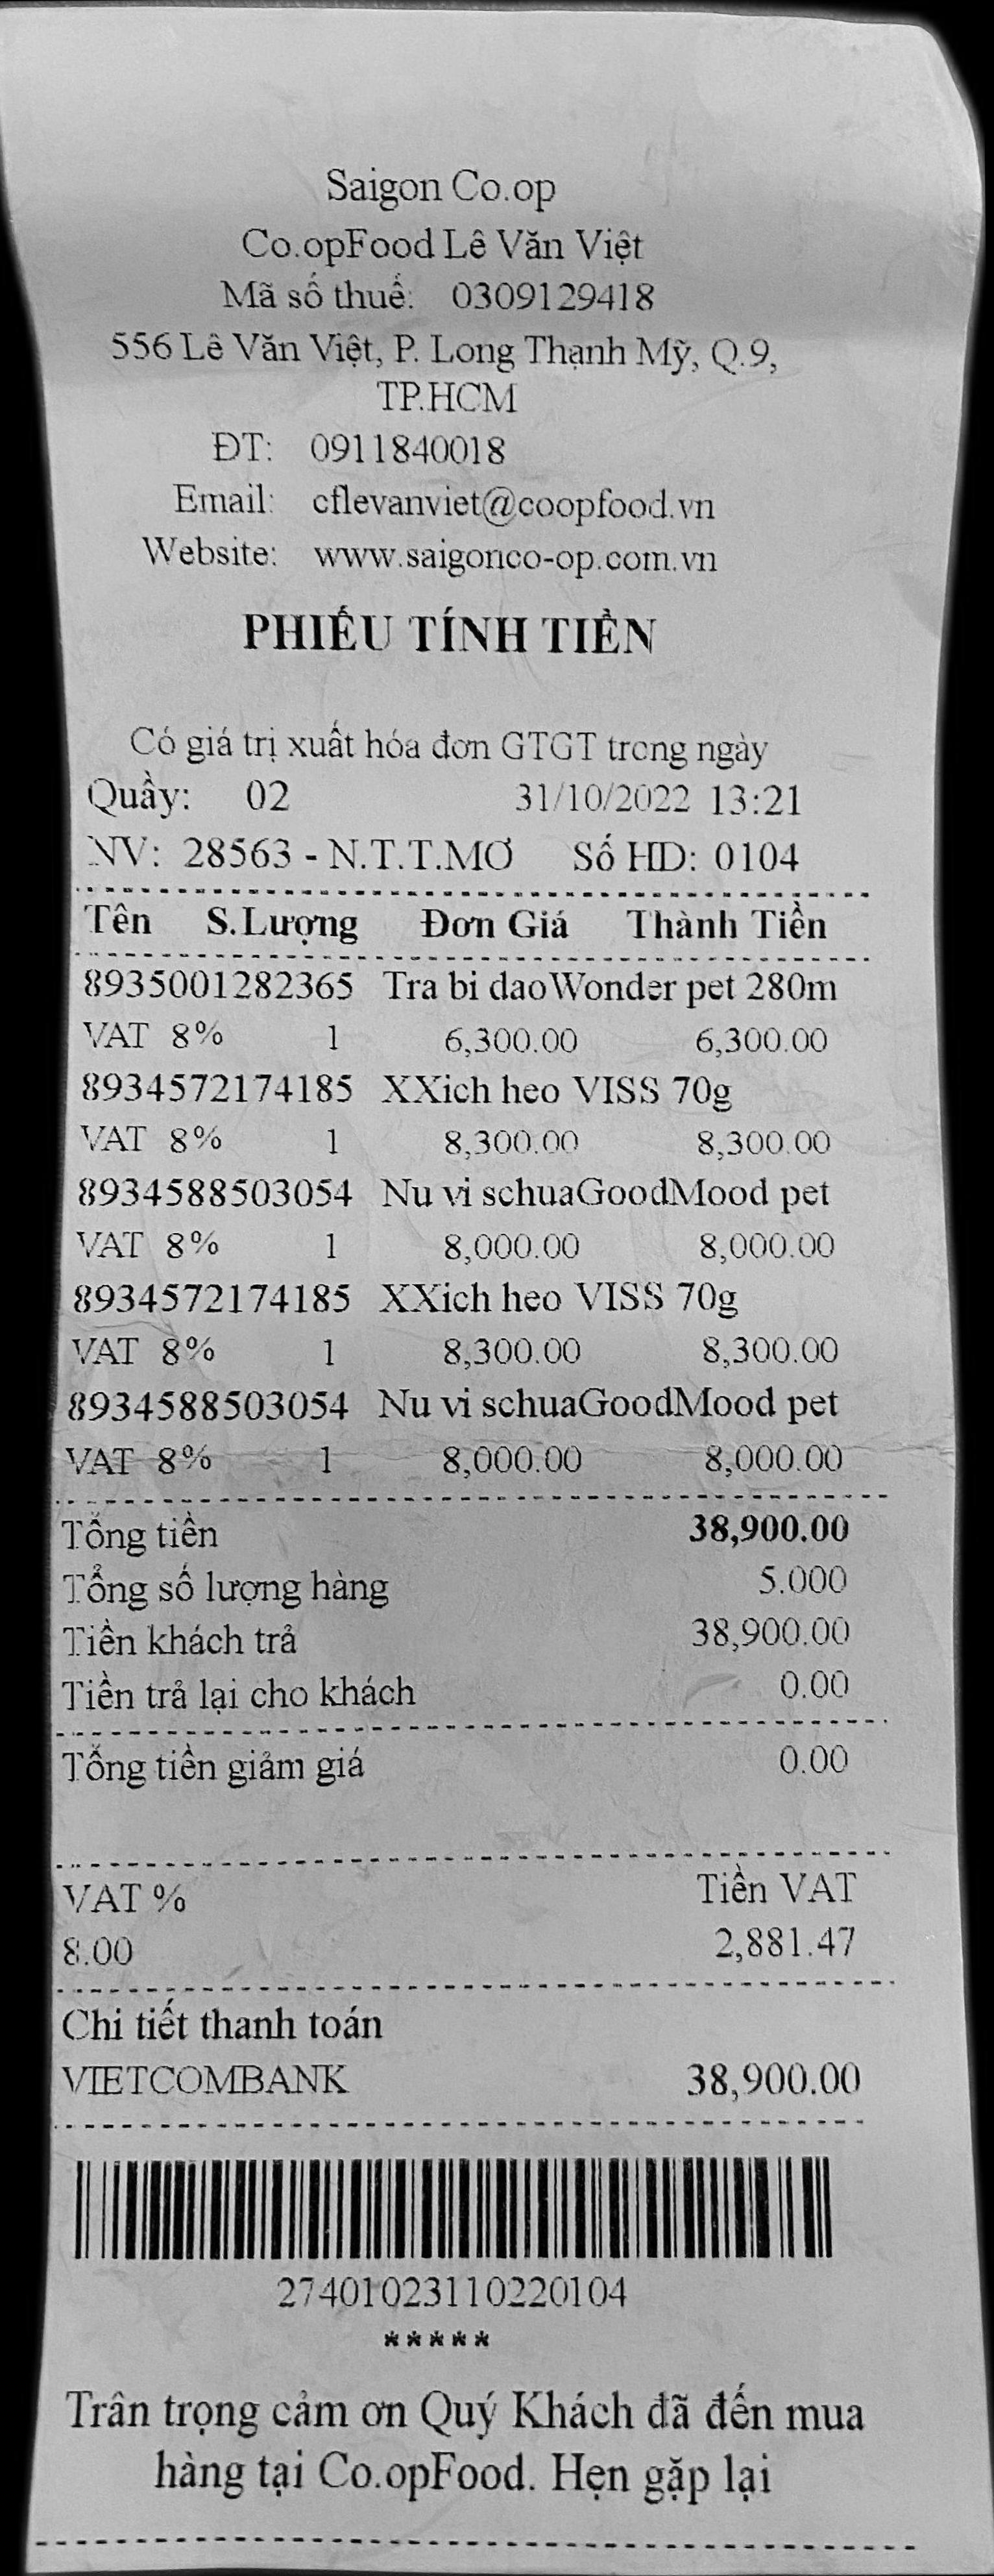 Saigon Co.op
Co.opFood Lê Văn Việt
Mã số thuế: 0309129418
556 Lê Văn Việt, P. Long Thạnh Mỹ, Q.9,
TP.HCM
ĐT: 0911840018
Email: cflevanviet@coopfood.vn
Website: www.saigonco-op.com.vn
PHIẾU TÍNH TIỀN
Có giá trị xuất hóa đơn GTGT trong ngày
Quầy: 02 31/10/2022 13:21
NV: 28563 - N.T.T.MƠ Số HD: 0104
Tên S.Lượng Đơn Giá Thành Tiền
8935001282365 Tra bi daoWonder pet 280m
VAT 8% 1 6,300.00 6,300.00
8934572174185 XXich heo VISS 70g
VAT 8% 1 8,300.00 8,300.00
8934588503054 Nu vi schuaGoodMood pet
VAT 8% 1 8,000.00 8,000.00
8934572174185 XXich heo VISS 70g
VAT 8% 1 8,300.00 8,300.00
8934588503054 Nu vi schuaGoodMood pet
VAT 8% 1 8,000.00 8,000.00
Tổng tiền 38,900.00
Tổng số lượng hàng 5.000
Tiền khách trả 38,900.00
Tiền trả lại cho khách 0.00
Tổng tiền giảm giá 0.00
VAT % Tiền VAT
8.00 2,881.47
Chi tiết thanh toán
VIETCOMBANK 38,900.00
27401023110220104
*****
Trân trọng cảm ơn Quý Khách đã đến mua
hàng tại Co.opFood. Hẹn gặp lại